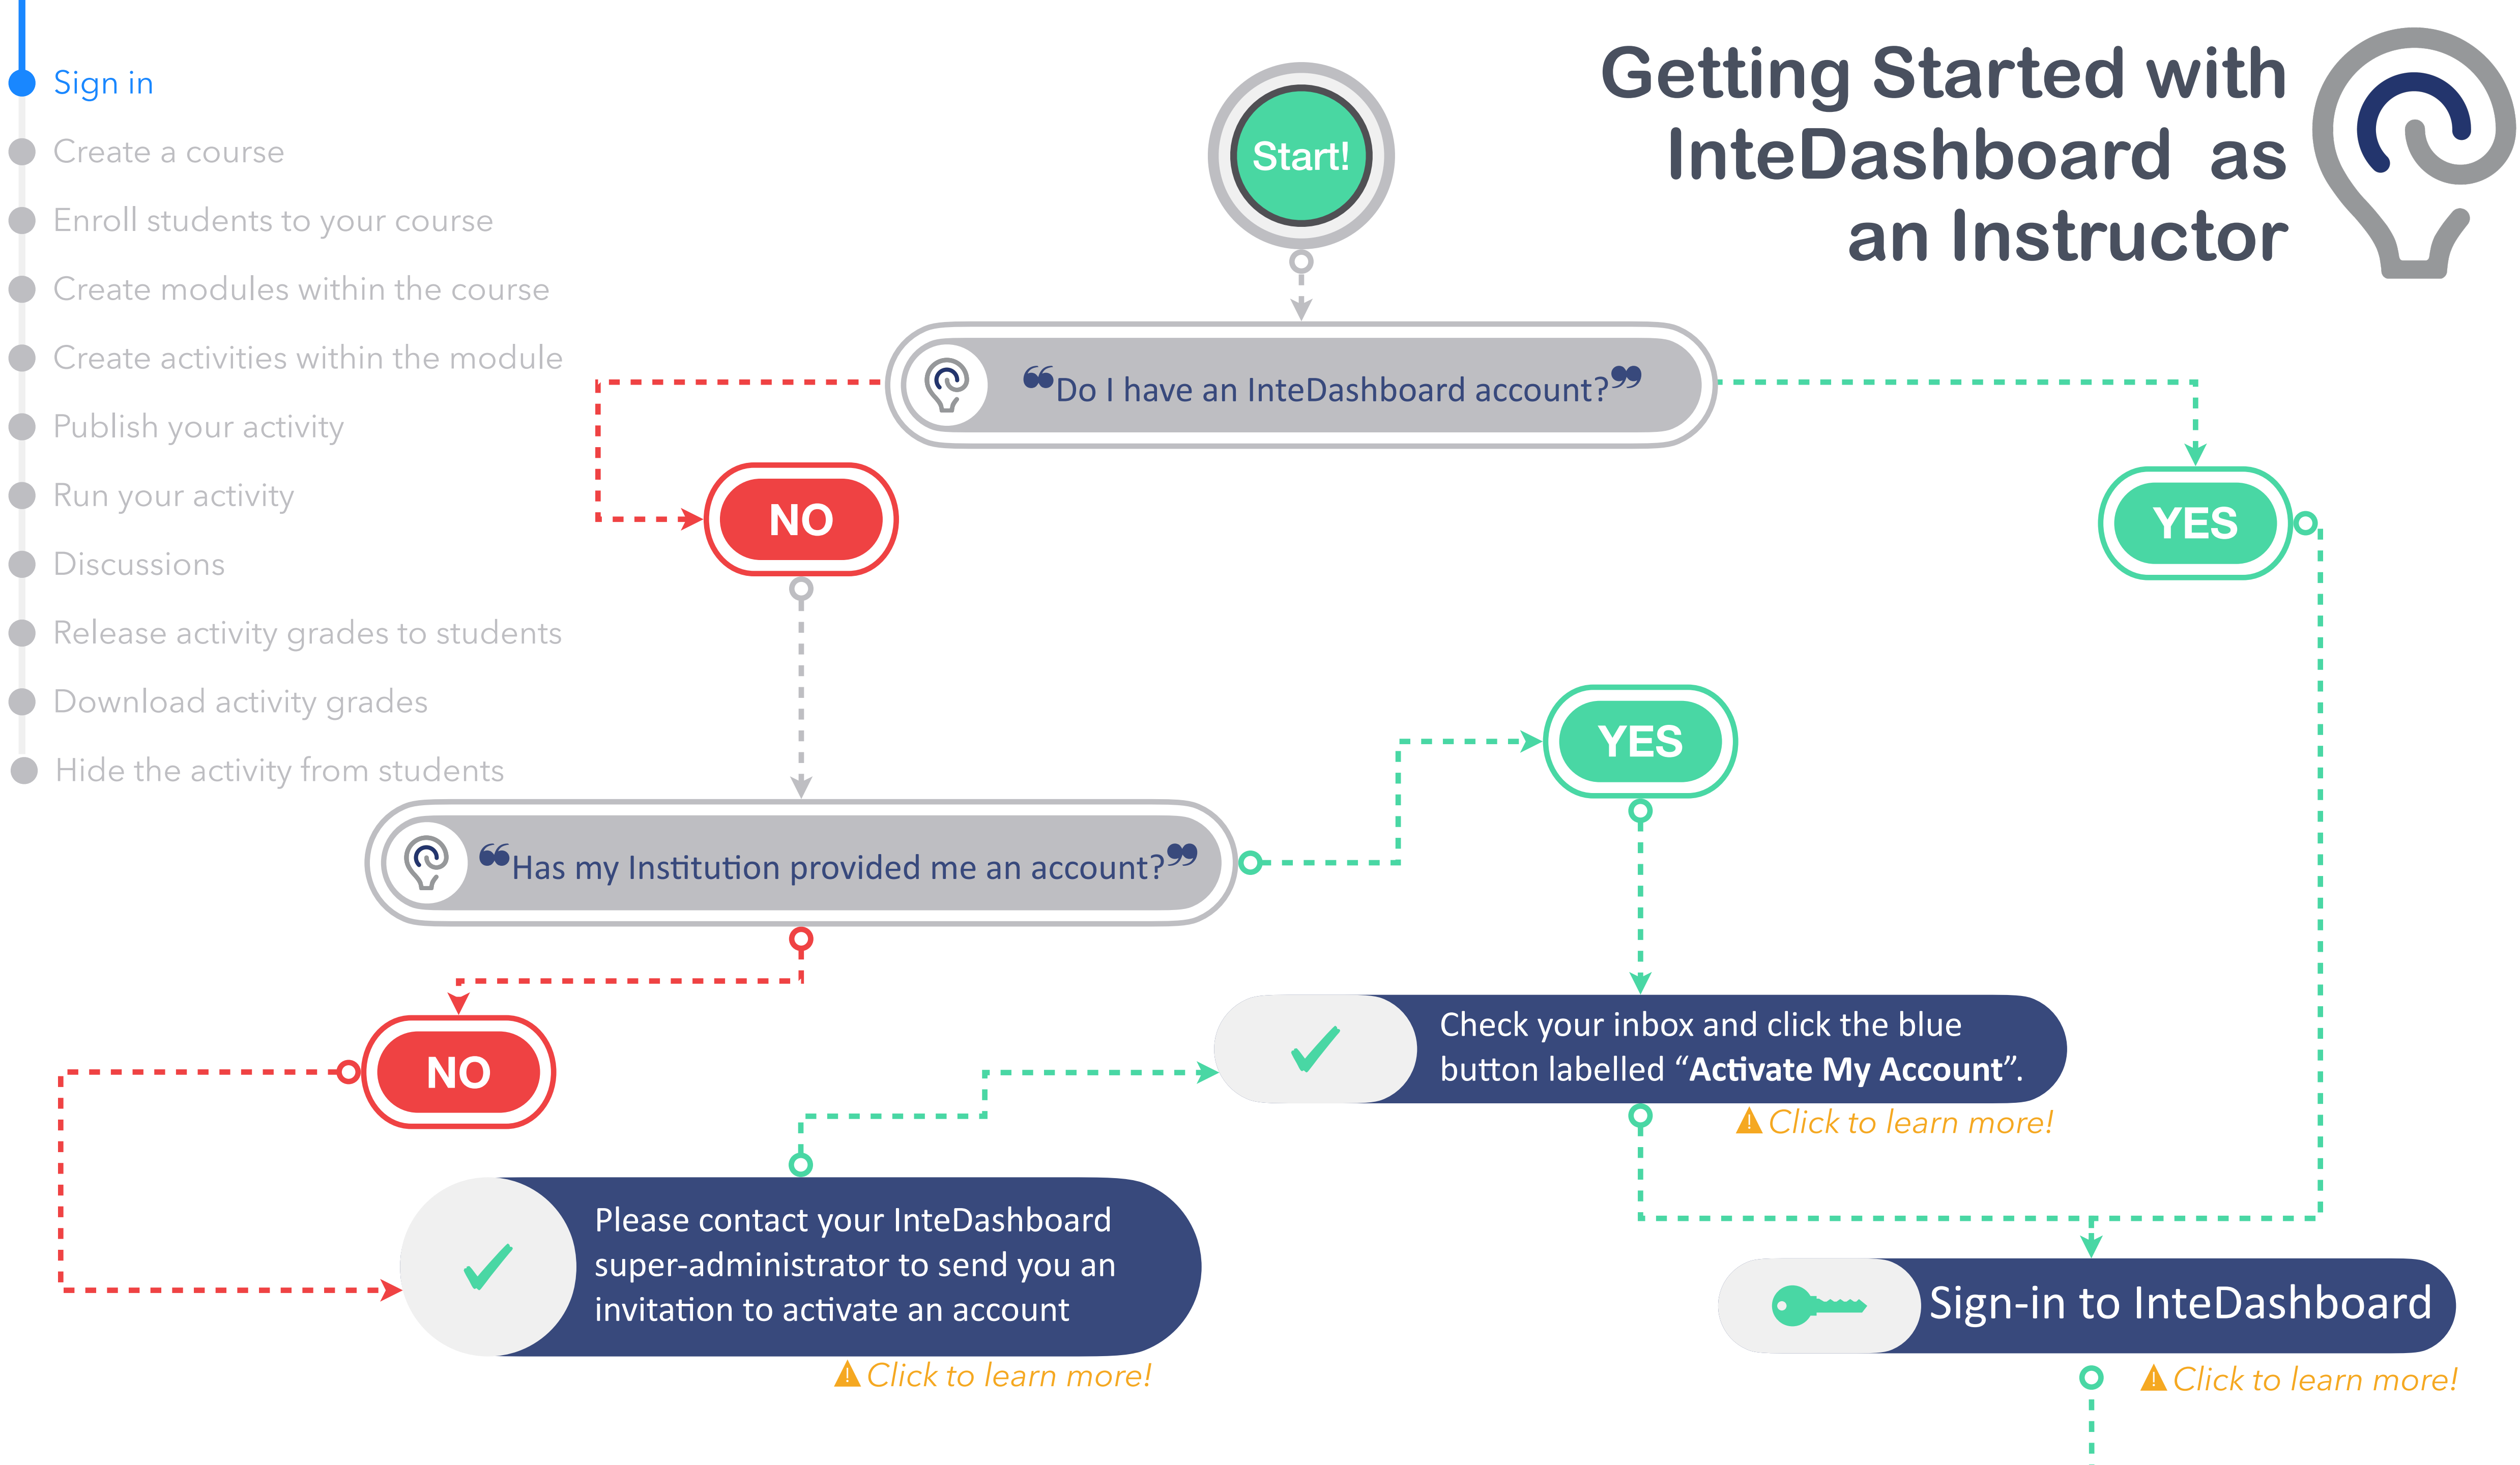 Getting Started with
InteDashboard as
an Instructor
Sign in
Create a course
Enroll students to your course
Create modules within the course
Create activities within the module
Publish your activity
Run your activity
Discussions
Release activity grades to students
Download activity grades
Hide the activity from students
Start!
❝Do I have an InteDashboard account?❞
NO
YES
YES
❝Has my Institution provided me an account?❞
NO
Check your inbox and click the blue
button labelled “Activate My Account”.
Click to learn more!
Please contact your InteDashboard
super-administrator to send you an
invitation to activate an account
Click to learn more!
Sign-in to InteDashboard
Click to learn more!